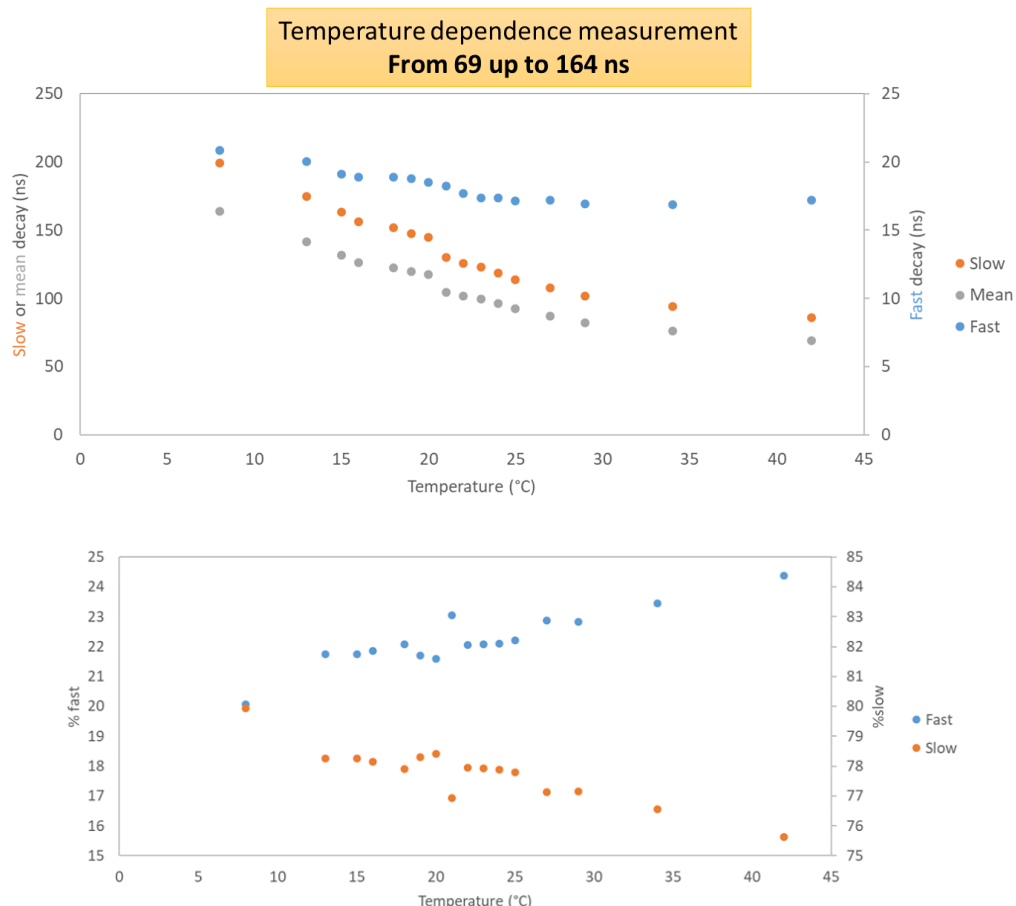 Temperature dependence measurement
From 69 up to 164 ns
250
200
150
100
50
0
Slow or mean decay (ns)
25
20
15
10
5
0
Fast decay (ns)
0 5 10 15 20 25 30 35 40 45
Temperature (°C)
Slow
Mean
Fast
25
24
23
22
21
20
19
18
17
16
15
% fast
85
84
83
82
81
80
79
78
77
76
75
%slow
0 5 10 15 20 25 30 35 40 45
Temperature (°C)
Fast
Slow